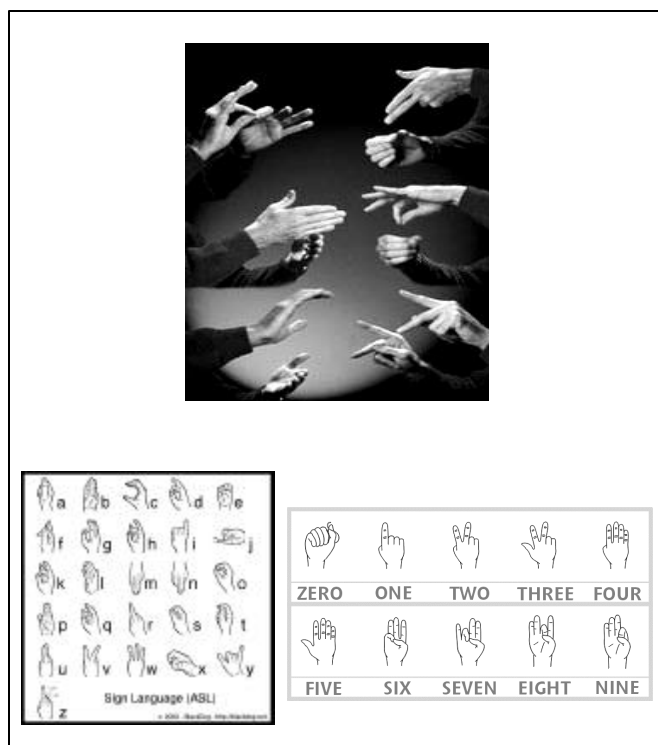 a b c d e
f g h i j
k l m n o
p q r s t
u v w x y
z Sign Language (ASL)
ZERO ONE TWO THREE FOUR
FIVE SIX SEVEN EIGHT NINE